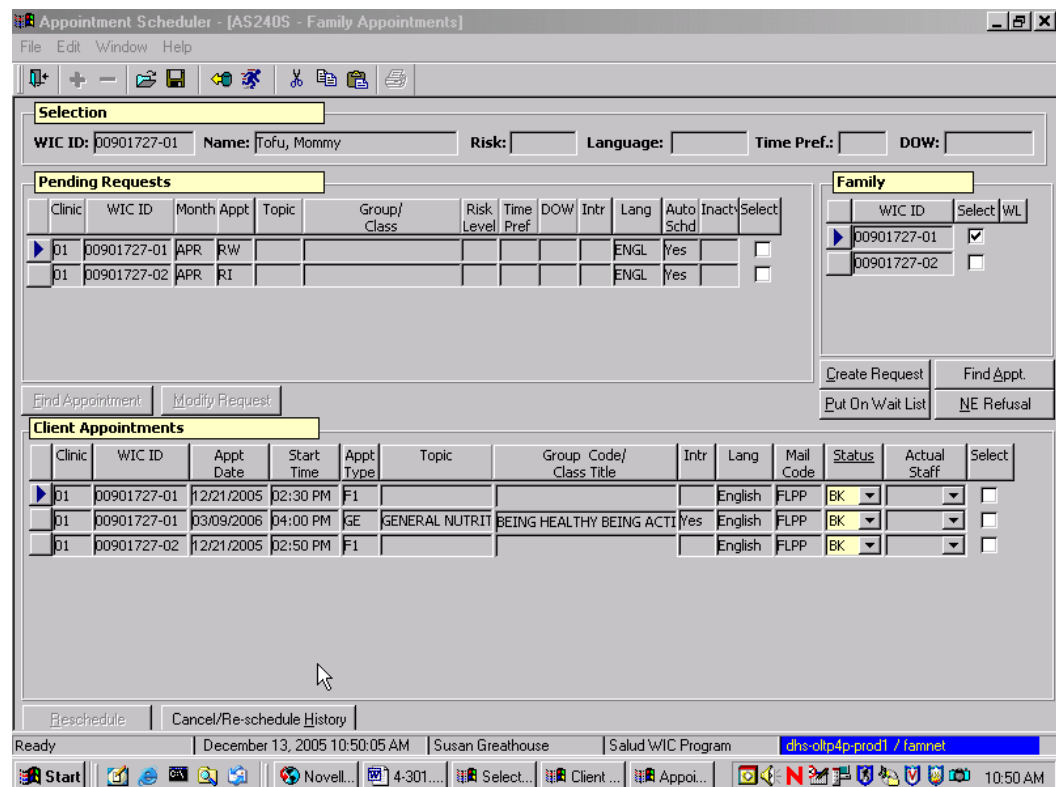 Appointment Scheduler - [AS240S - Family Appointments]
File Edit Window Help
Selection
WIC ID: 00901727-01 Name: Tofu, Mommy Risk: Language: Time Pref.: DOW:
Pending Requests
Clinic WIC ID Month Appt Topic Group/ Class Risk Level Time Pref DOW Intr Lang Auto Schd Inactv Select
01 00901727-01 APR RW ENGL Yes
01 00901727-02 APR RI ENGL Yes
Family
WIC ID Select WL
00901727-01
00901727-02
Create Request Find Appt.
Find Appointment Modify Request Put On Wait List NE Refusal
Client Appointments
Clinic WIC ID Appt Date Start Time Appt Type Topic Group Code/ Class Title Intr Lang Mail Code Status Actual Staff Select
01 00901727-01 12/21/2005 02:30 PM F1 English FLPP BK
01 00901727-01 03/09/2006 04:00 PM GE GENERAL NUTRIT BEING HEALTHY BEING ACTI Yes English FLPP BK
01 00901727-02 12/21/2005 02:50 PM F1 English FLPP BK
Reschedule Cancel/Re-schedule History
Ready December 13, 2005 10:50:05 AM Susan Greathouse Salud WIC Program dhs-oltp4p-prod1 / famnet
Start Novell... 4-301.... Select... Client ... Appoi... 10:50 AM